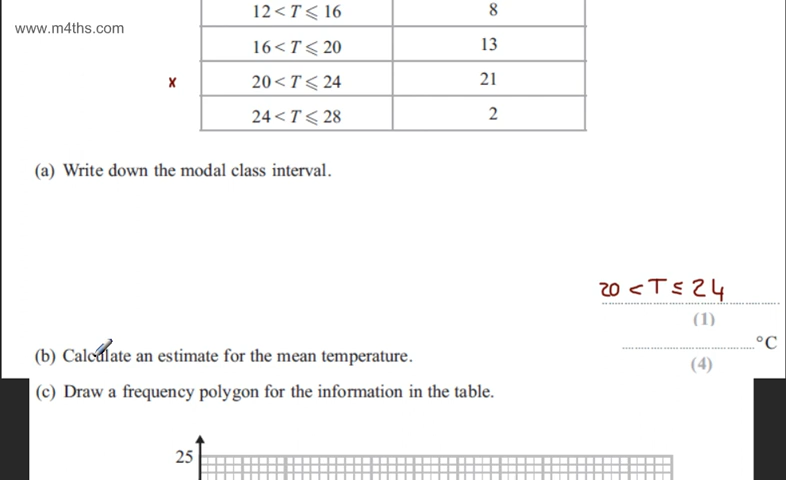 12 < T ⩽ 16 8
www.m4ths.com
16 < T ⩽ 20 13
x 20 < T ⩽ 24 21
24 < T ⩽ 28 2
(a) Write down the modal class interval.
20 < T ≤ 24
(1)
°C
(b) Calculate an estimate for the mean temperature.
(4)
(c) Draw a frequency polygon for the information in the table.
25